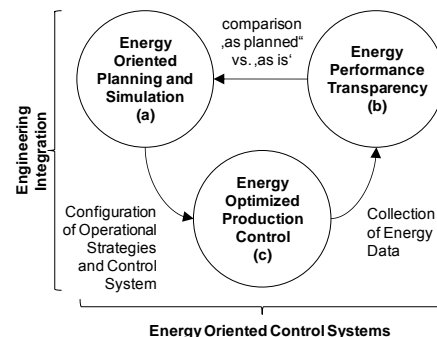 Energy
Oriented
Planning and
Simulation
(a)
comparison
‚as planned“
vs. ‚as is‘
Energy
Performance
Transparency
(b)
Engineering
Integration
Energy
Optimized
Production
Control
(c)
Configuration
of Operational
Strategies
and Control
System
Collection
of Energy
Data
Energy Oriented Control Systems